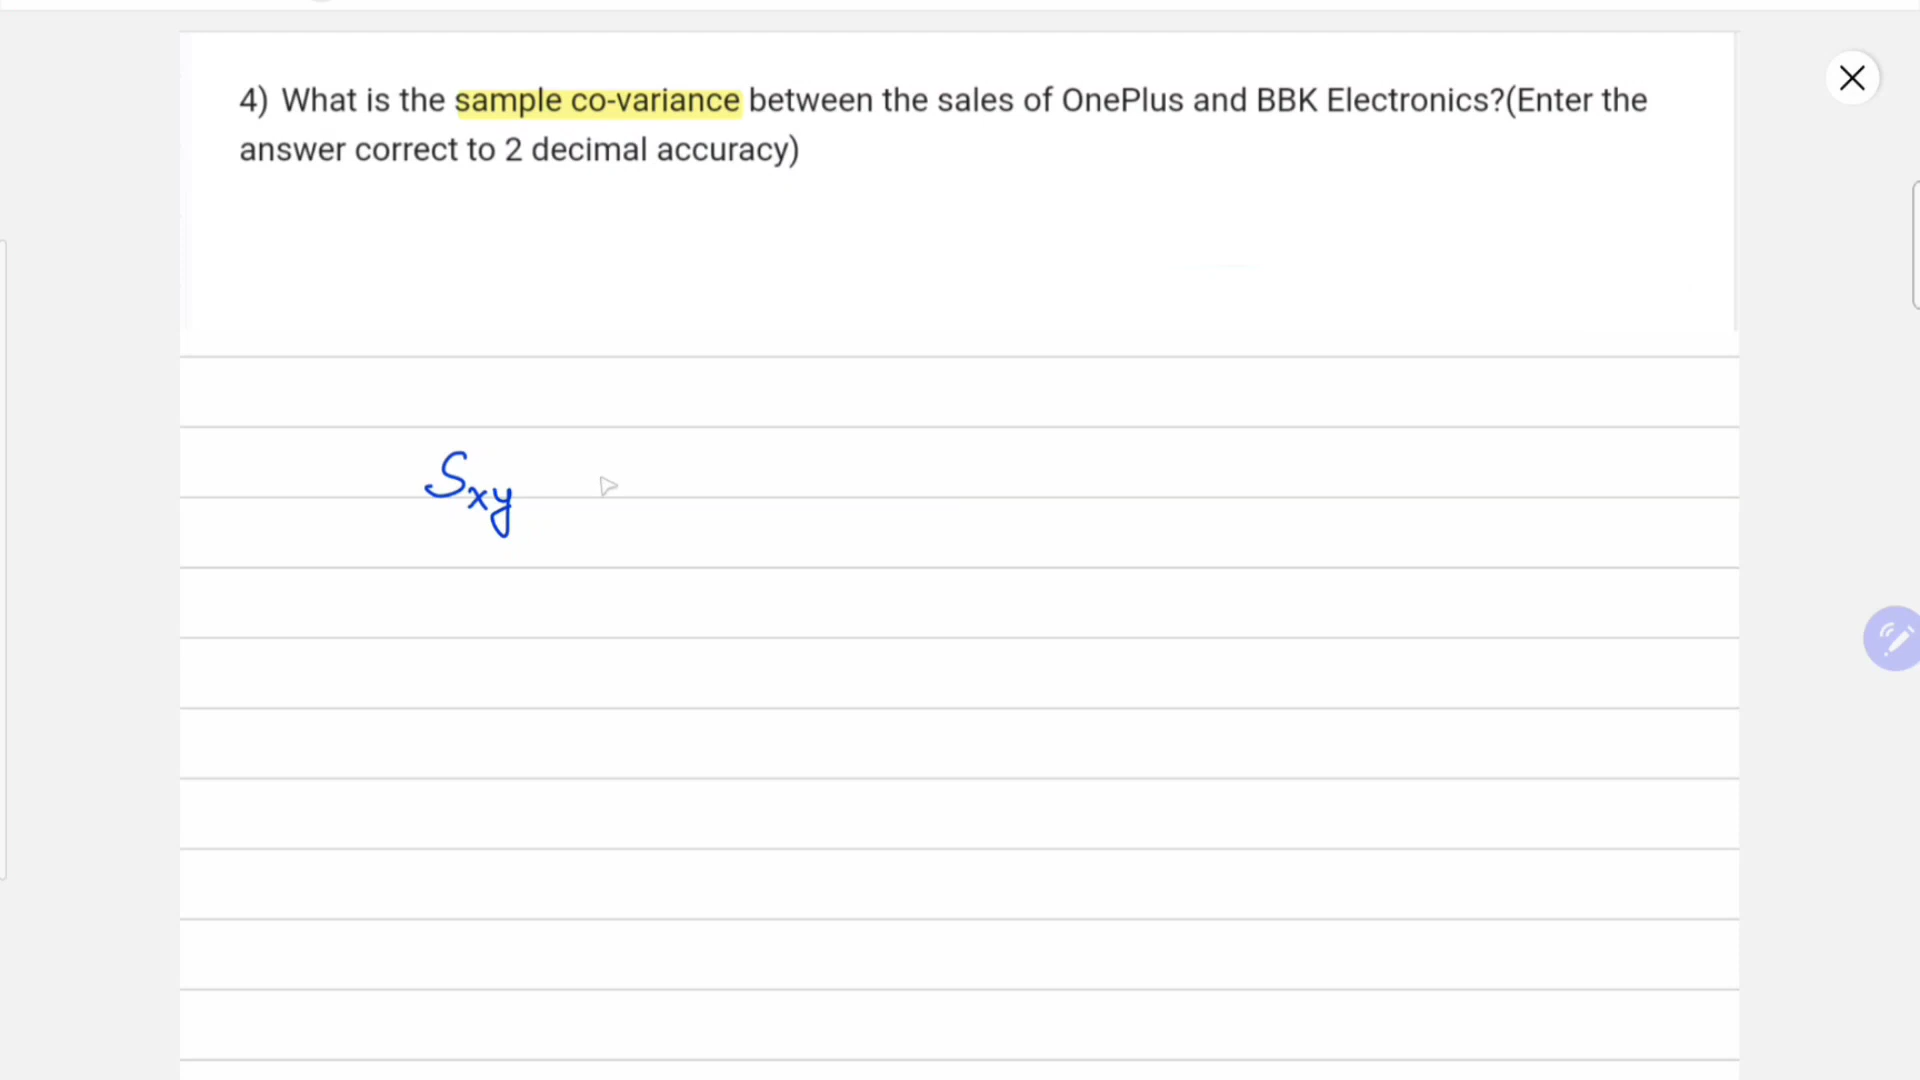 4) What is the sample co-variance between the sales of OnePlus and BBK Electronics?(Enter the
answer correct to 2 decimal accuracy)
Sxy